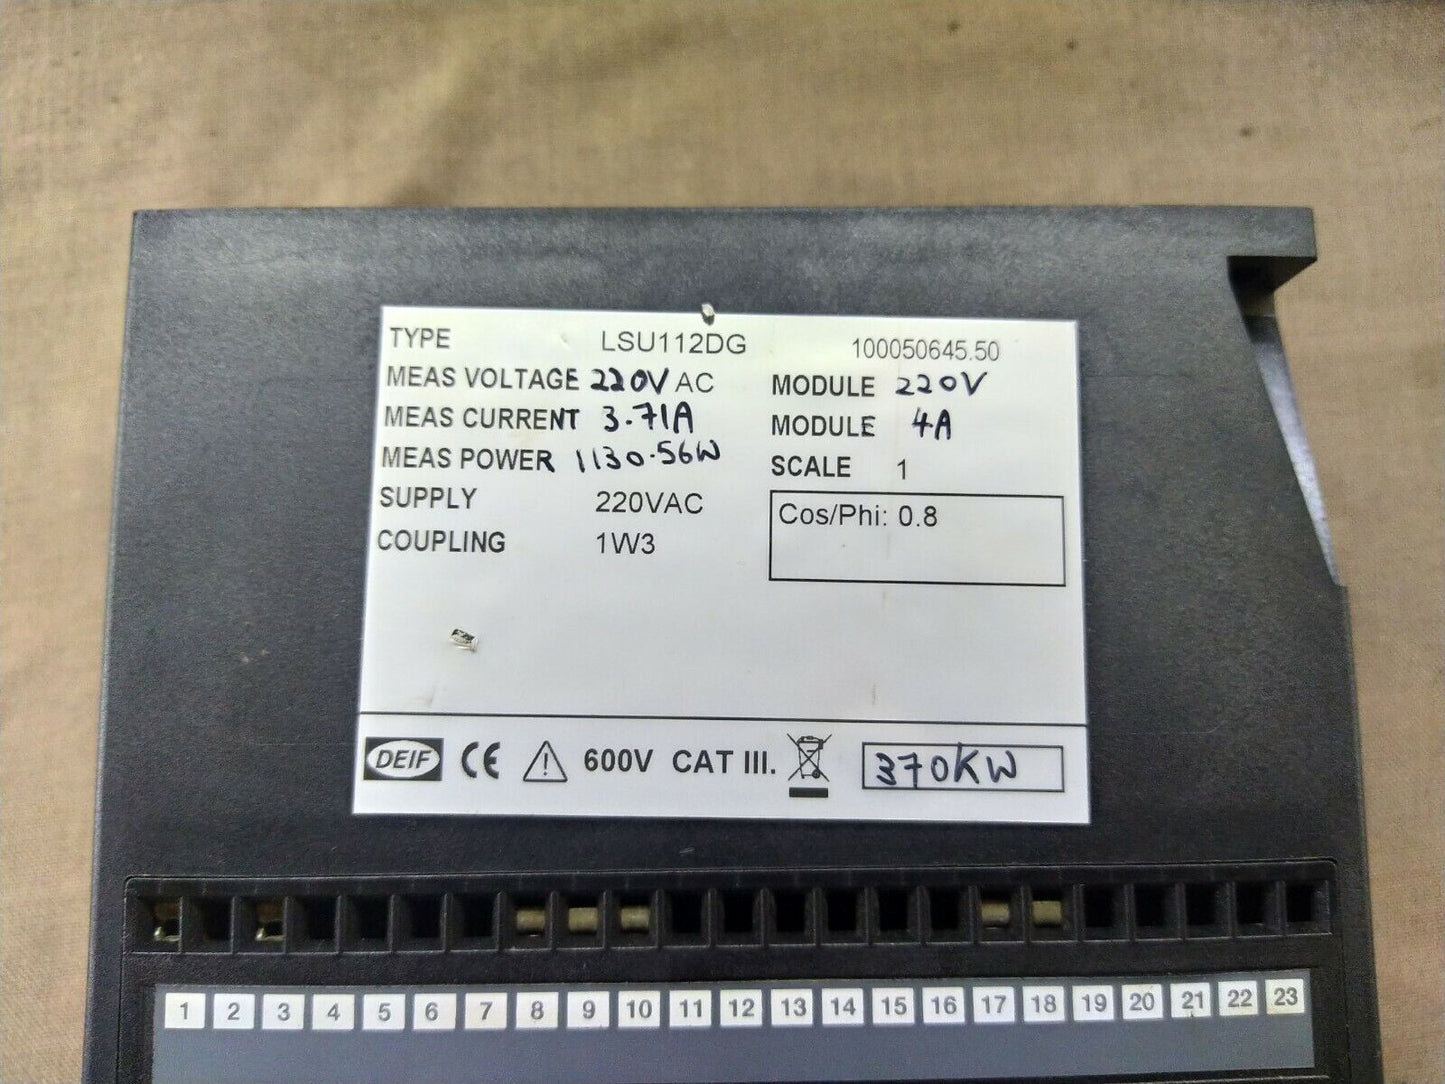 TYPE LSU112DG 100050645.50
MEAS VOLTAGE 220V AC MODULE 220V
MEAS CURRENT 3.71A MODULE 4A
MEAS POWER 1130.56W SCALE 1
SUPPLY 220VAC Cos/Phi: 0.8
COUPLING 1W3
DEIF CE 600V CAT III. 370KW
1 2 3 4 5 6 7 8 9 10 11 12 13 14 15 16 17 18 19 20 21 22 23